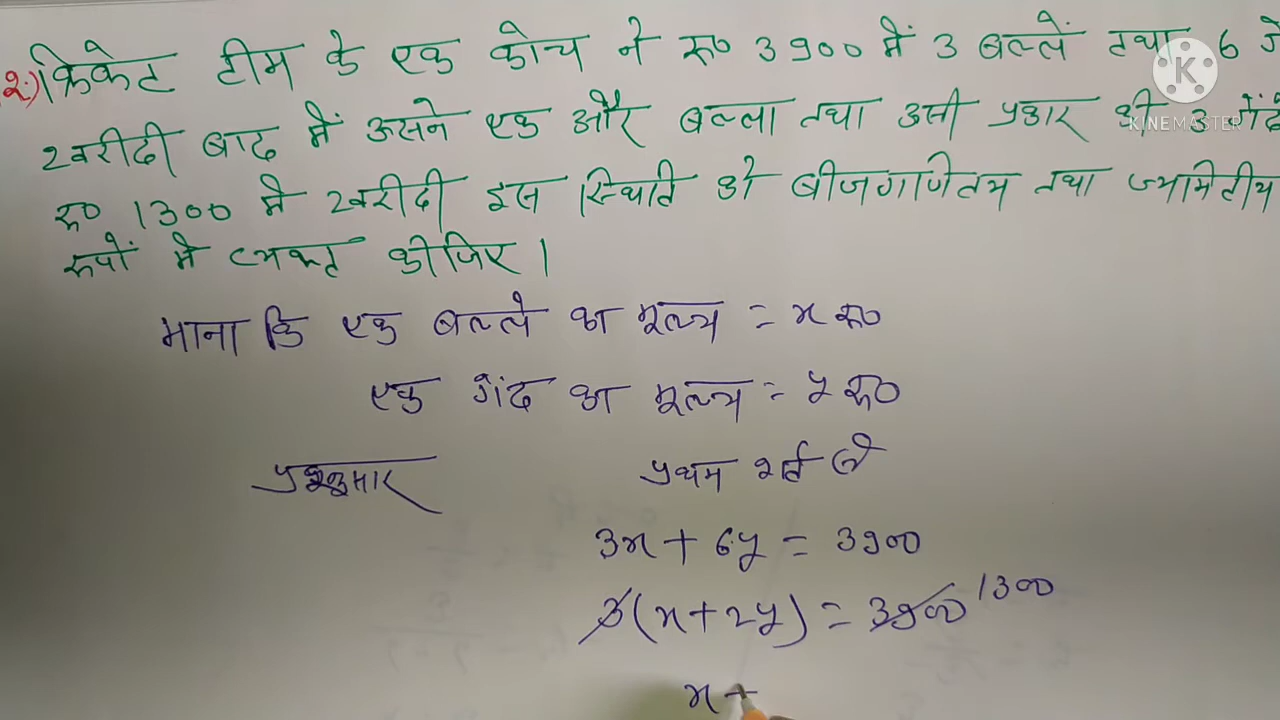 2.) क्रिकेट टीम के एक कोच ने रू० 3900 में 3 बल्ले तथा 6
खरीदी बाद में उसने एक और बल्ला तथा उसी प्रकार की
रू० 1300 मे खरीदी इस स्थिति को बीजगणितय तथा ज्यामितीय
रूपों मे व्यक्त कीजिए।
माना कि एक बल्ले का मूल्य = x रू०
एक गेंद का मूल्य = y रू०
प्रश्नुसार प्रथम शर्त से
3x + 6y = 3900
3(x + 2y) = 3900 1300
x +
K
KINEMASTER